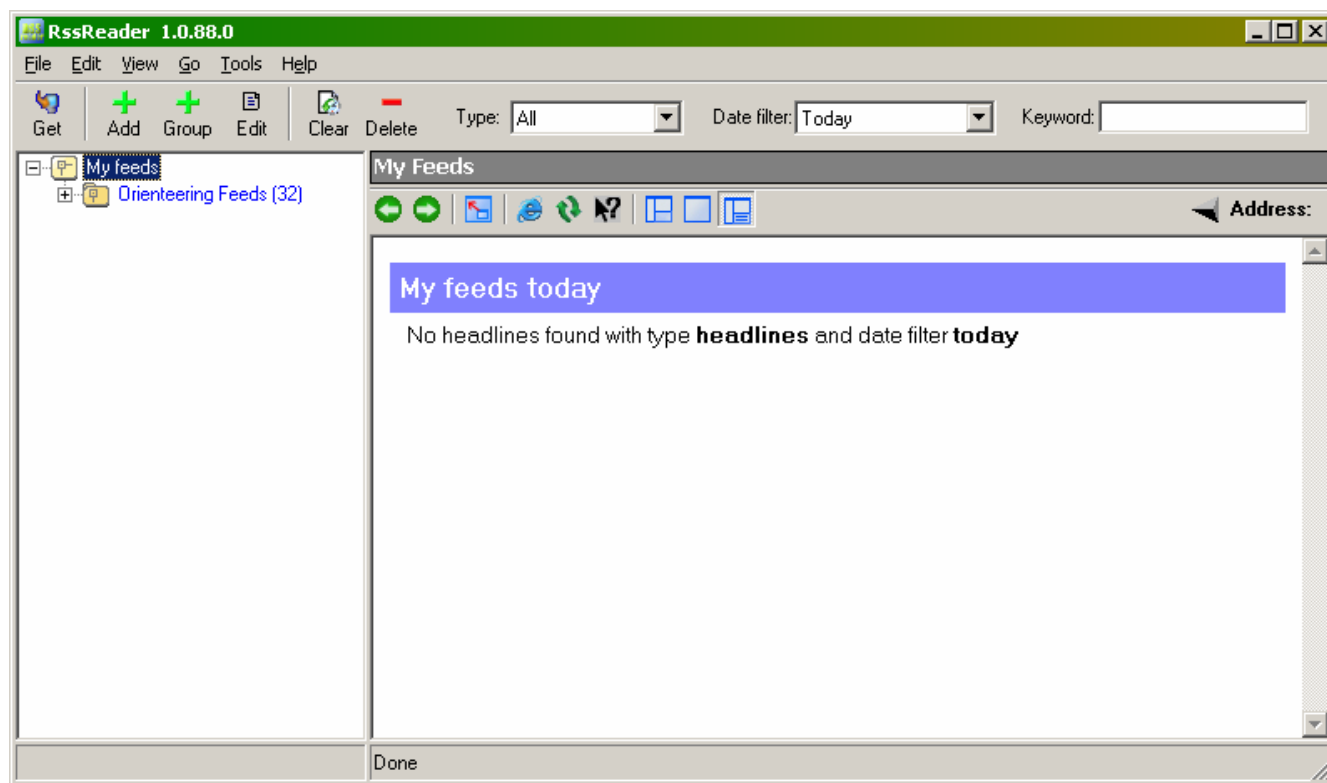 RssReader 1.0.88.0
File Edit View Go Tools Help
Get Add Group Edit Clear Delete Type: All Date filter: Today Keyword:
My feeds
Orienteering Feeds (32)
My Feeds
Address:
My feeds today
No headlines found with type headlines and date filter today
Done